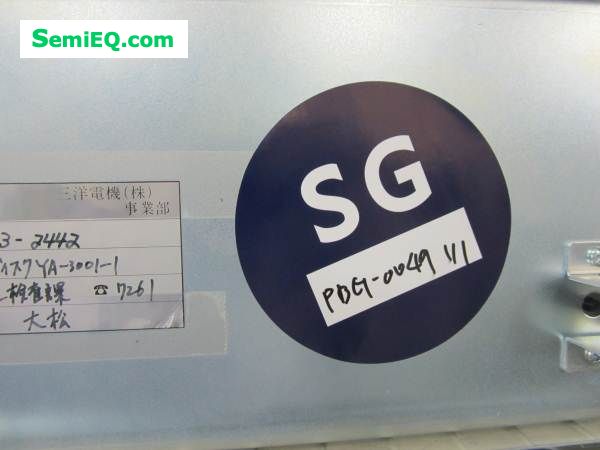 SemiEQ.com
三洋電機(株)
事業部
3-2442
ディスク YA-3001-1
検査課 ☎ 7261
大松
SG
PDG-0049 1/1